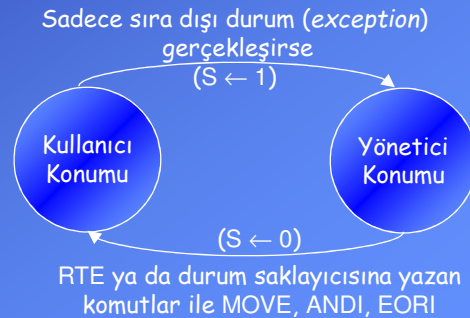 Sadece sıra dışı durum (exception)
gerçekleşirse
(S ← 1)
Kullanıcı
Konumu
Yönetici
Konumu
(S ← 0)
RTE ya da durum saklayıcısına yazan
komutlar ile MOVE, ANDI, EORI